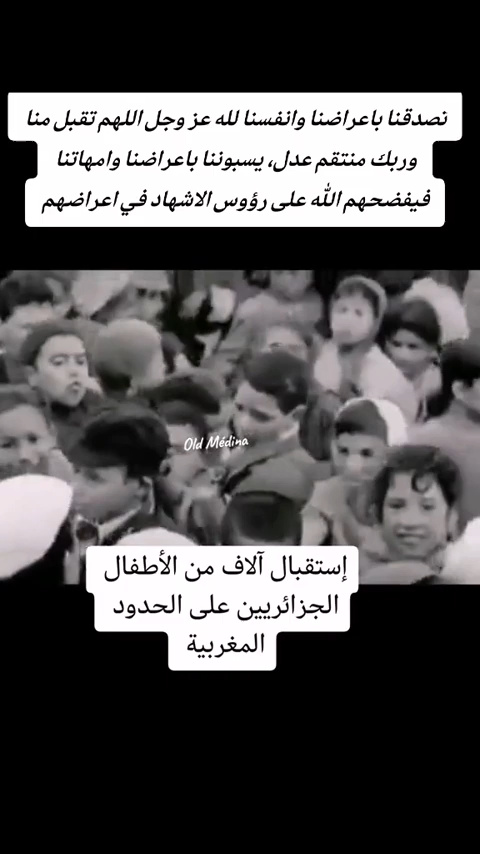 نصدقنا باعراضنا وانفسنا لله عز وجل اللهم تقبل منا
وربك منتقم عدل، يسبوننا باعراضنا وامهاتنا
فيفضحهم الله على رؤوس الاشهاد في اعراضهم
Old Médina
إستقبال آلاف من الأطفال
الجزائريين على الحدود
المغربية